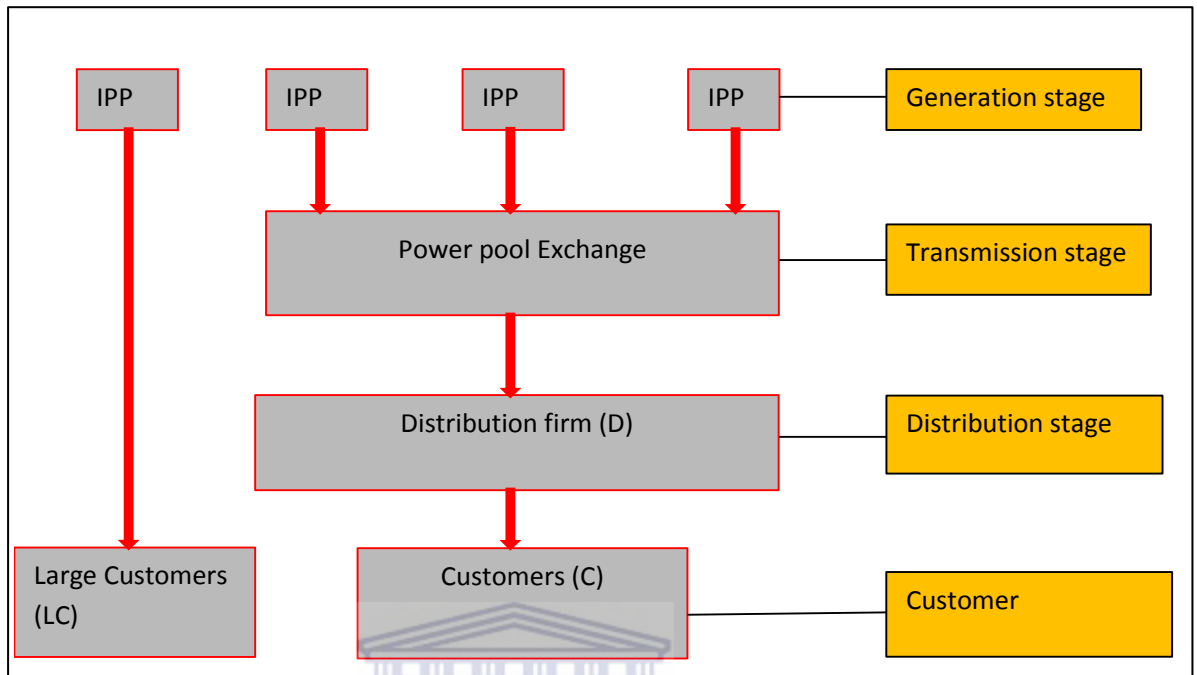 IPP
IPP
IPP
IPP
Generation stage
Power pool Exchange
Transmission stage
Distribution firm (D)
Distribution stage
Large Customers
(LC)
Customers (C)
Customer